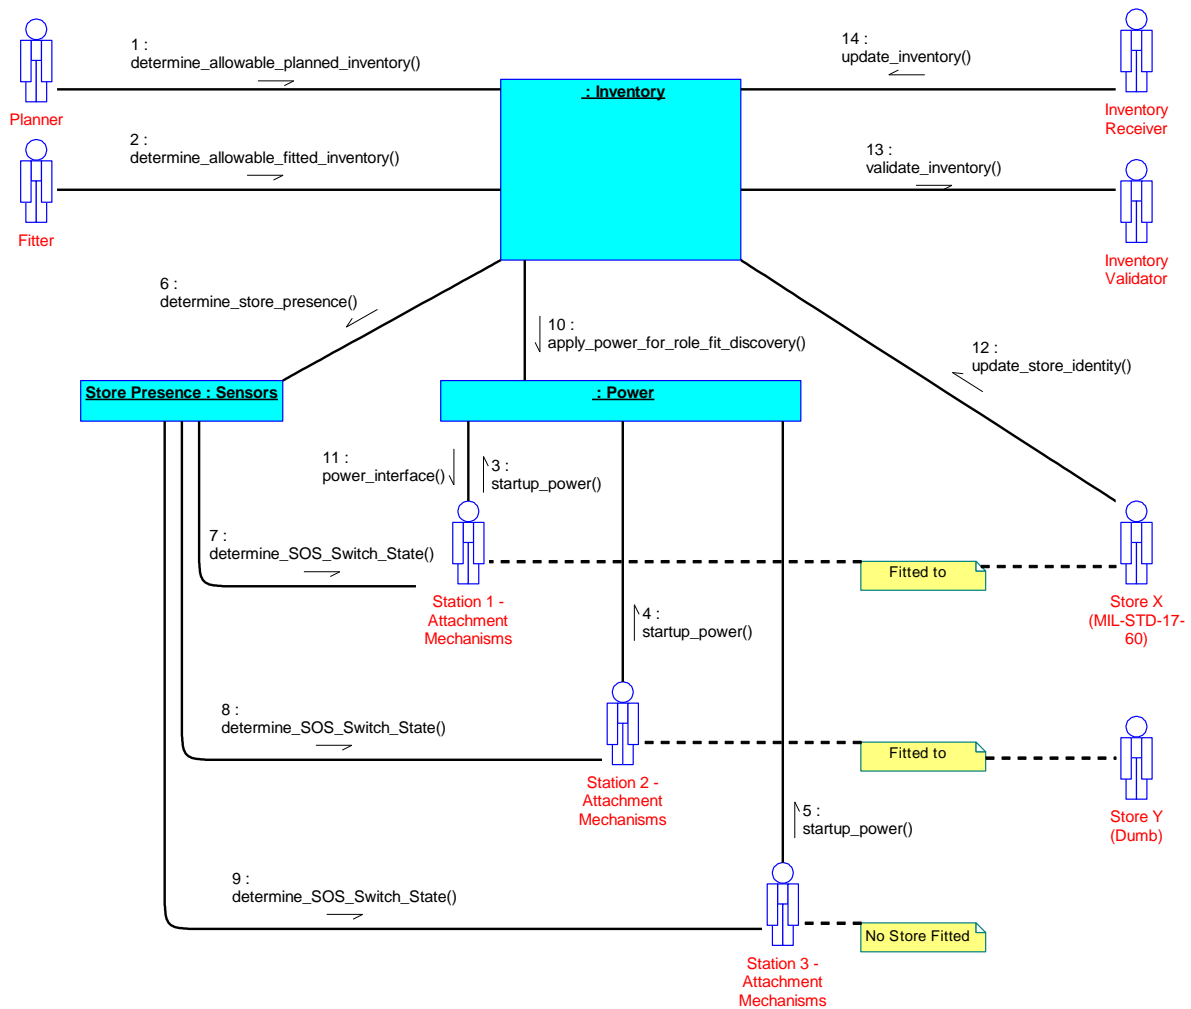 1 :
determine_allowable_planned_inventory()
14 :
update_inventory()
: Inventory
Planner
Inventory
Receiver
2 :
determine_allowable_fitted_inventory()
13 :
validate_inventory()
Fitter
Inventory
Validator
6 :
determine_store_presence()
10 :
apply_power_for_role_fit_discovery()
12 :
update_store_identity()
Store Presence : Sensors
: Power
11 :
power_interface()
3 :
startup_power()
7 :
determine_SOS_Switch_State()
Fitted to
Station 1 -
Attachment
Mechanisms
Store X
(MIL-STD-17-
60)
4 :
startup_power()
8 :
determine_SOS_Switch_State()
Fitted to
Station 2 -
Attachment
Mechanisms
Store Y
(Dumb)
5 :
startup_power()
9 :
determine_SOS_Switch_State()
No Store Fitted
Station 3 -
Attachment
Mechanisms